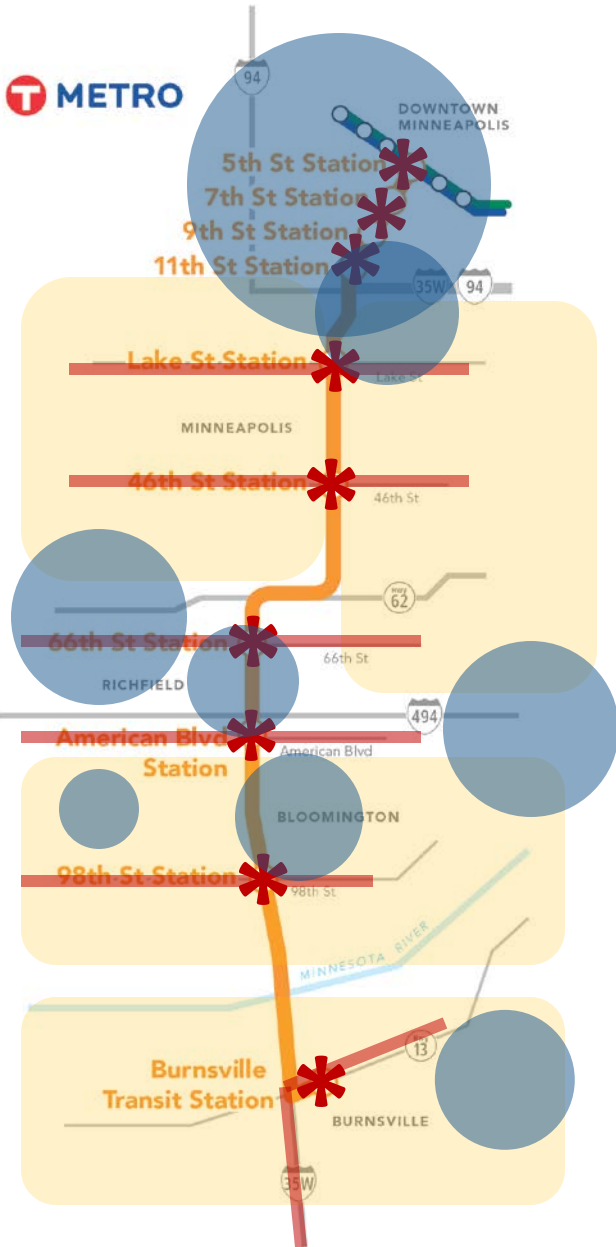 94
T METRO
DOWNTOWN
MINNEAPOLIS
5th St Station
7th St Station
9th St Station
11th St Station
35W
94
Lake St Station
Lake St
MINNEAPOLIS
46th St Station
46th St
HWY
62
66th St Station
66th St
RICHFIELD
494
American Blvd
Station
American Blvd
BLOOMINGTON
98th St Station
98th St
MINNESOTA RIVER
13
Burnsville
Transit Station
BURNSVILLE
35W